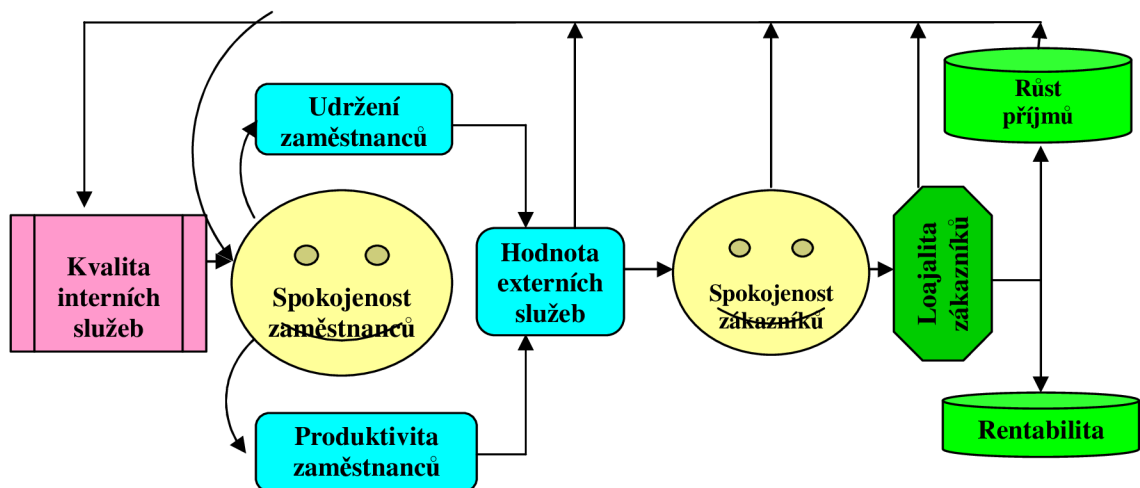 Kvalita
interních
služeb
Udržení
zaměstnanců
Spokojenost
zaměstnanců
Produktivita
zaměstnanců
Hodnota
externích
služeb
Spokojenost
zákazníků
Loajalita
zákazníků
Růst
příjmů
Rentabilita